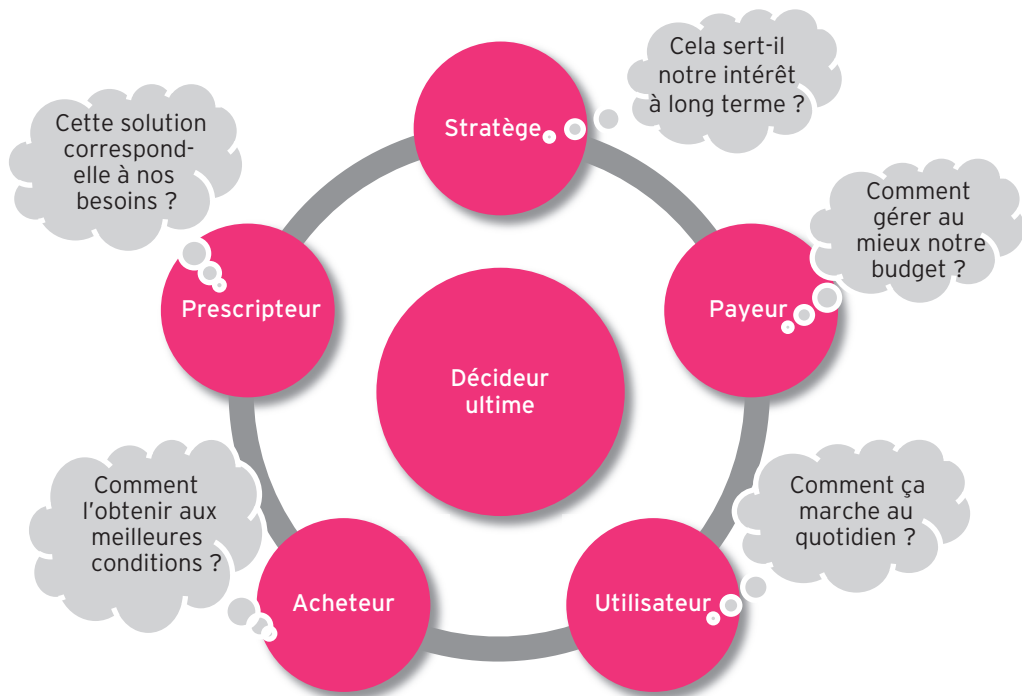 Cela sert-il
notre intérêt
à long terme ?
Stratège
Cette solution
correspond-
elle à nos
besoins ?
Comment
gérer au
mieux notre
budget ?
Prescripteur
Payeur
Décideur
ultime
Comment
l'obtenir aux
meilleures
conditions ?
Comment ça
marche au
quotidien ?
Acheteur
Utilisateur